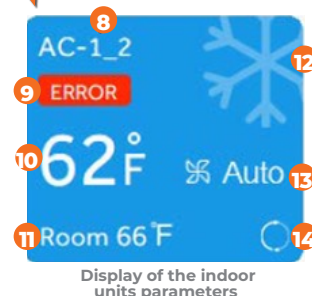 8
AC-1_2
12
9 ERROR
10 62°F
Auto 13
11 Room 66°F
14
Display of the indoor
units parameters